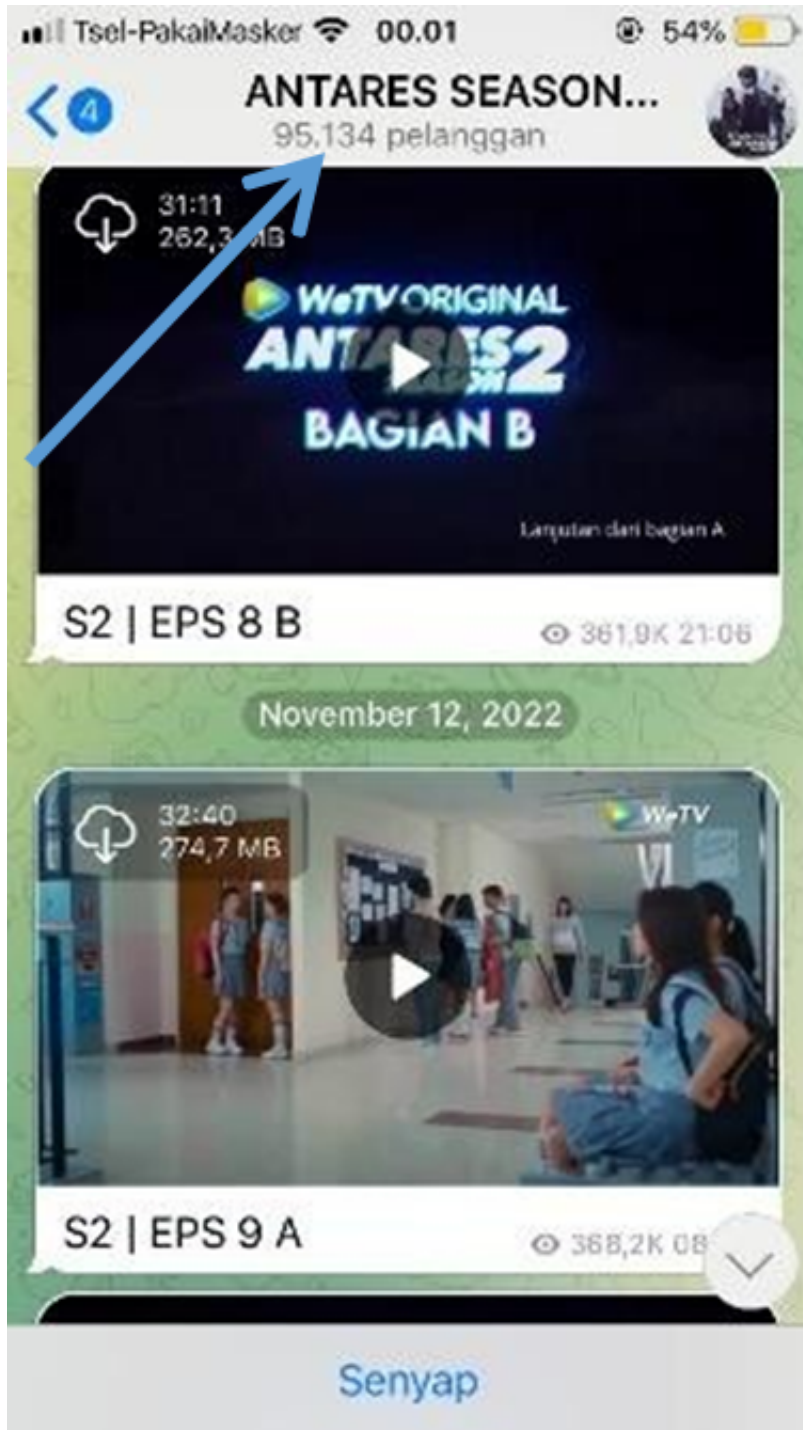 Tsel-PakaiMasker 00.01 54%
4 ANTARES SEASON...
95.134 pelanggan
31:11
262,3 MB
WeTV ORIGINAL
ANTARES 2
SEASON
BAGIAN B
Lanjutan dari bagian A
S2 | EPS 8 B
361,9K 21:06
November 12, 2022
32:40
274,7 MB
WeTV
S2 | EPS 9 A
368,2K 08
Senyap